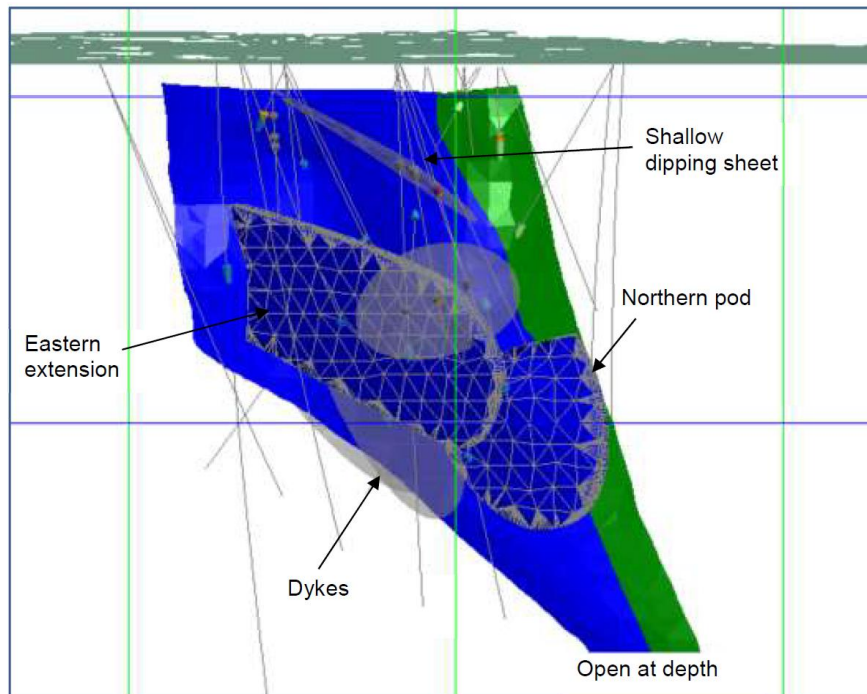 Shallow
dipping sheet
Northern pod
Eastern
extension
Dykes
Open at depth